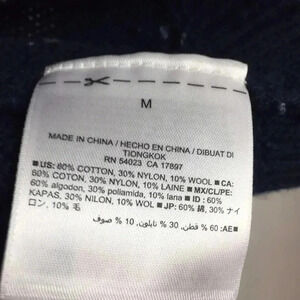 M
MADE IN CHINA / HECHO EN CHINA / DIBUAT DI
TIONGKOK
RN 54023 CA 17897
■ US: 60% COTTON, 30% NYLON, 10% WOOL ■ CA:
60% COTON, 30% NYLON, 10% LAINE ■ MX/CL/PE:
60% algodon, 30% poliamida, 10% lana ■ ID : 60%
KAPAS, 30% NILON, 10% WOL ■ JP: 60% 綿, 30% ナイ
ロン, 10% 毛
AE: 60 % قطن, 30 % نايلون, 10 % صوف